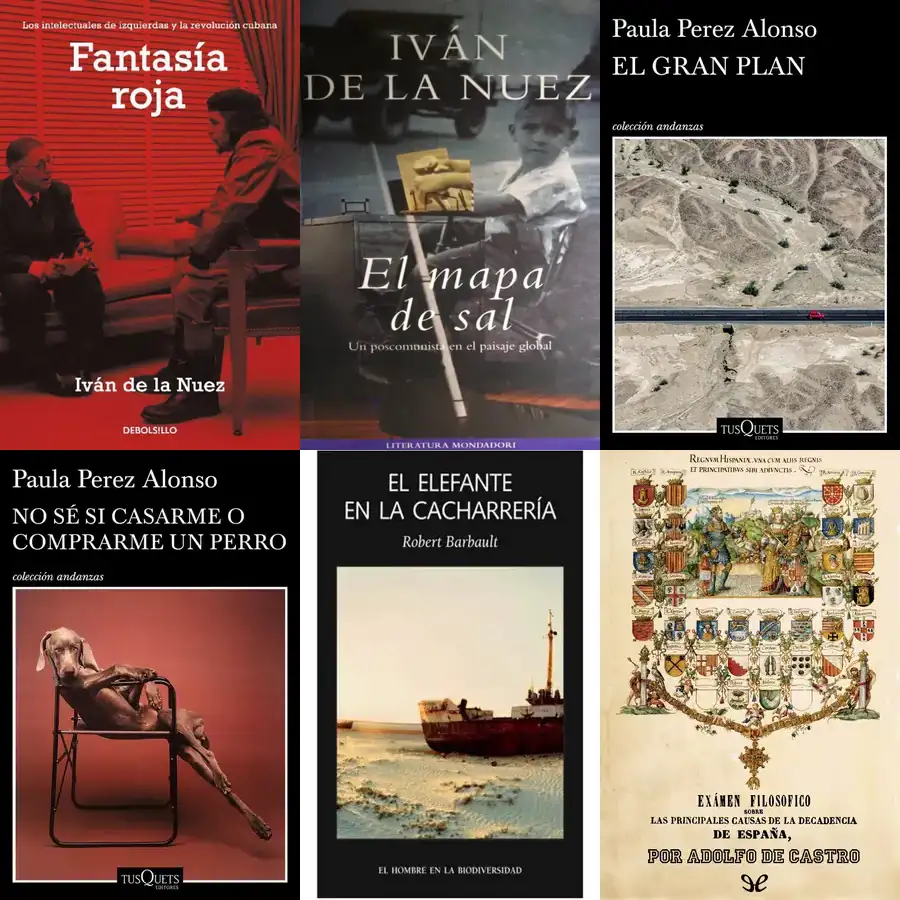 Los intelectuales de izquierdas y la revolución cubana
Fantasía
roja
Iván de la Nuez
DEBOLS!LLO
IVÁN
DE LA NUEZ
El mapa
de sal
Un poscomunista en el paisaje global
LITERATURA MONDADORI
Paula Perez Alonso
EL GRAN PLAN
colección andanzas
TUSQUETS
EDITORES
Paula Perez Alonso
NO SÉ SI CASARME O
COMPRARME UN PERRO
colección andanzas
TUSQUETS
EDITORES
EL ELEFANTE
EN LA CACHARRERÍA
Robert Barbault
EL HOMBRE EN LA BIODIVERSIDAD
REGNVM HISPANIÆ VNA CVM ALIIS REGNIS
ET PRINCIPATIBVS SIBI ADIVNCTIS
EXÁMEN FILOSOFICO
SOBRE
LAS PRINCIPALES CAUSAS DE LA DECADENCIA
DE ESPAÑA,
POR ADOLFO DE CASTRO